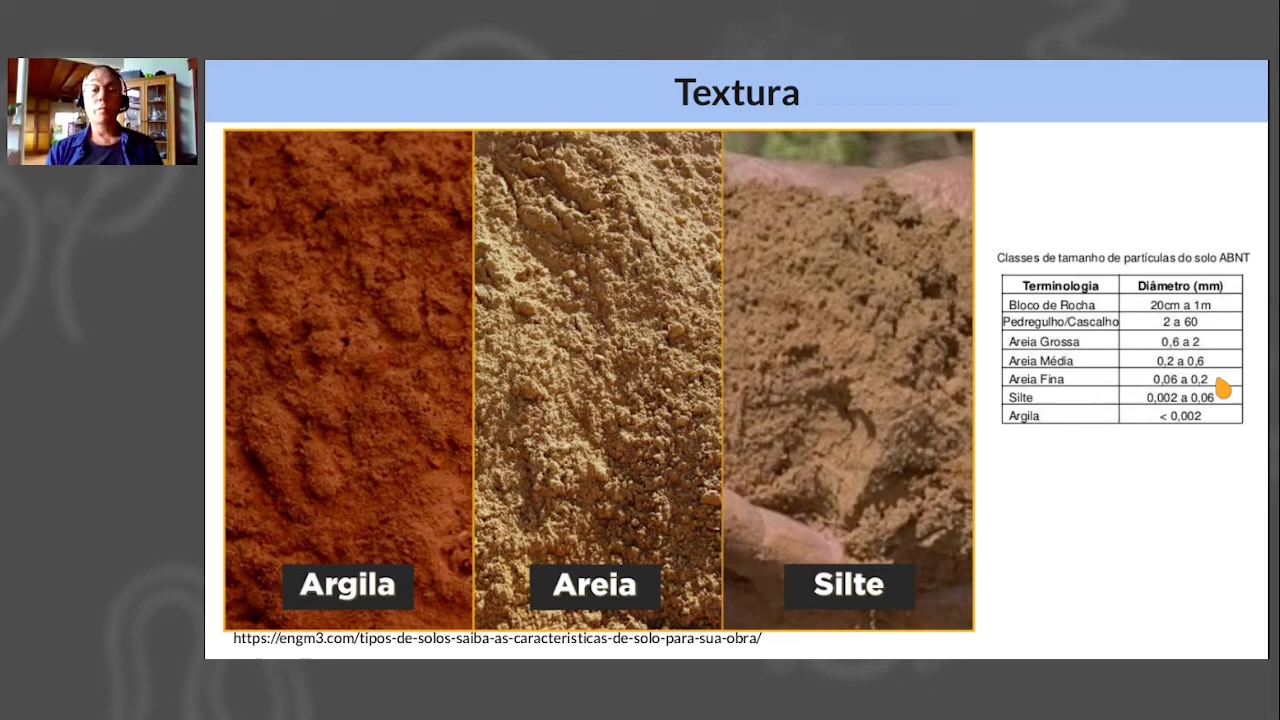 Textura
Argila
Areia
Silte
https://engm3.com/tipos-de-solos-saiba-as-caracteristicas-de-solo-para-sua-obra/
Classes de tamanho de partículas do solo ABNT
Terminologia Diâmetro (mm)
Bloco de Rocha 20cm a 1m
Pedregulho/Cascalho 2 a 60
Areia Grossa 0,6 a 2
Areia Média 0,2 a 0,6
Areia Fina 0,06 a 0,2
Silte 0,002 a 0,06
Argila < 0,002